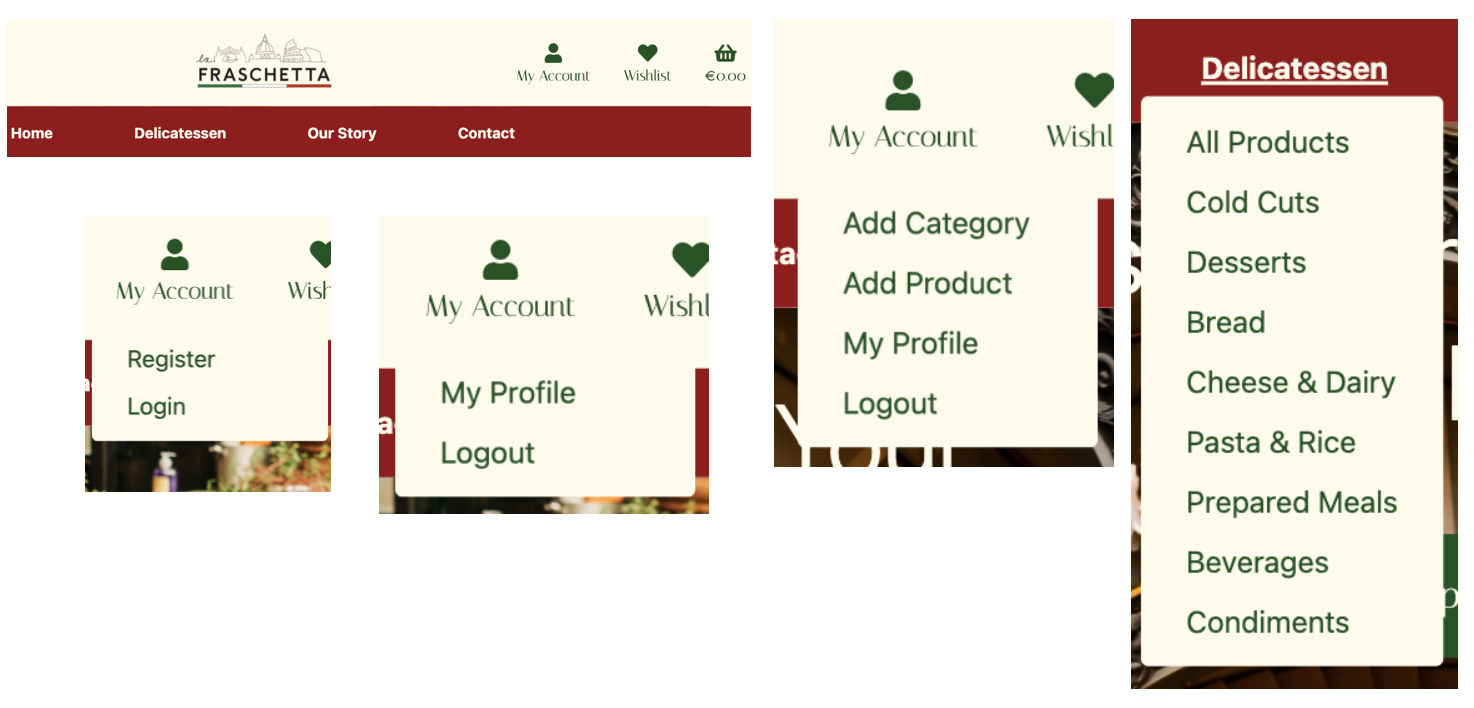 la
FRASCHETTA
My Account
Wishlist
€0.00
Home
Delicatessen
Our Story
Contact
My Account
Wish
Register
Login
My Account
Wishl
My Profile
Logout
My Account
Wishl
ta
Add Category
Add Product
My Profile
Logout
Your
Delicatessen
All Products
Cold Cuts
Desserts
Bread
Cheese & Dairy
Pasta & Rice
Prepared Meals
Beverages
Condiments